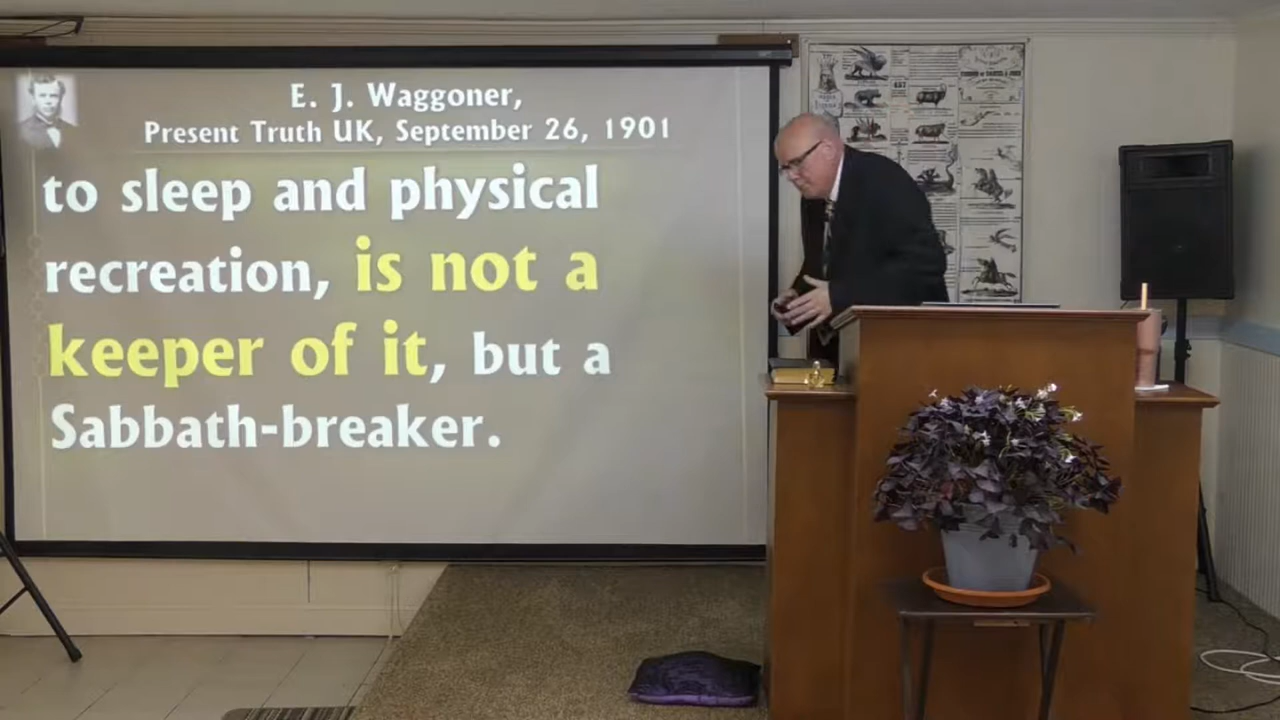 E. J. Waggoner,
Present Truth UK, September 26, 1901
to sleep and physical
recreation, is not a
keeper of it, but a
Sabbath-breaker.